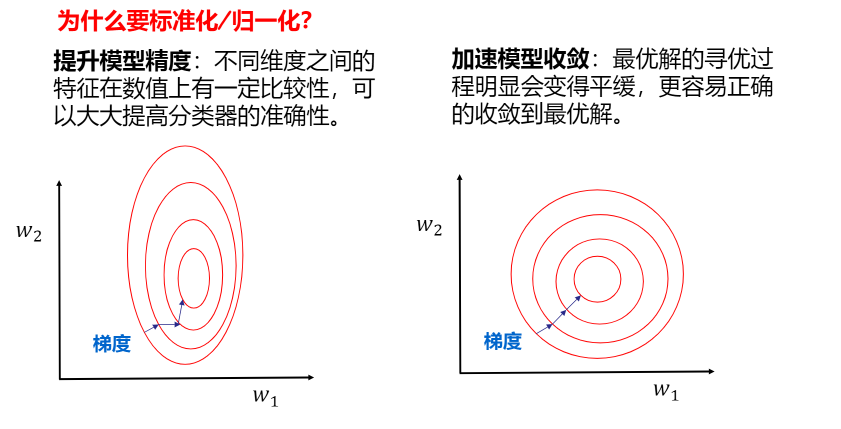 为什么要标准化/归一化？
提升模型精度：不同维度之间的
特征在数值上有一定比较性，可
以大大提高分类器的准确性。
w₂
梯度
w₁
加速模型收敛：最优解的寻优过
程明显会变得平缓，更容易正确
的收敛到最优解。
w₂
梯度
w₁